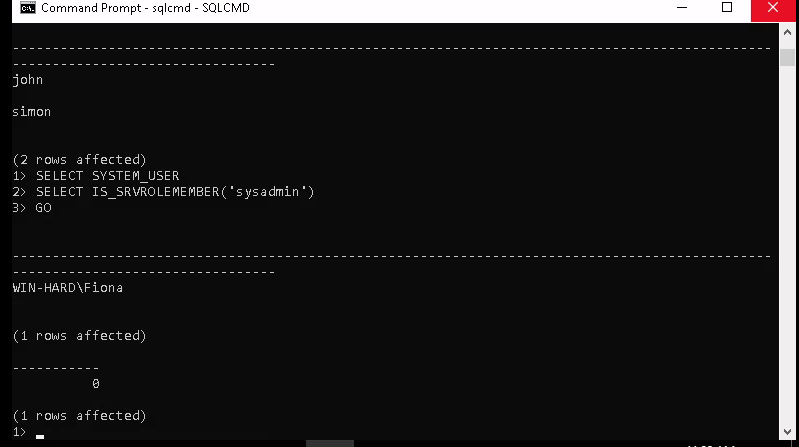 Command Prompt - sqlcmd - SQLCMD
-----------------------------------------------------------------------------------------------
---------------------------------
john
simon
(2 rows affected)
1> SELECT SYSTEM_USER
2> SELECT IS_SRVROLEMEMBER('sysadmin')
3> GO
-----------------------------------------------------------------------------------------------
---------------------------------
WIN-HARD\Fiona
(1 rows affected)
-----------
0
(1 rows affected)
1>